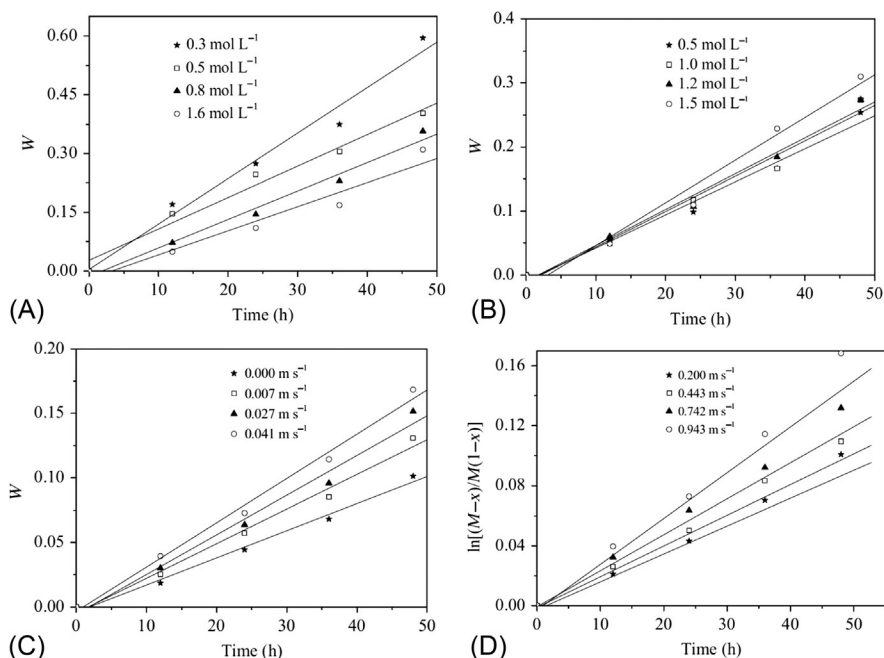 0.60
0.45
0.30
0.15
0.00
W
★ 0.3 mol L⁻¹
□ 0.5 mol L⁻¹
▲ 0.8 mol L⁻¹
○ 1.6 mol L⁻¹
0 10 20 30 40 50
Time (h)
(A)
0.4
0.3
0.2
0.1
0.0
W
★ 0.5 mol L⁻¹
□ 1.0 mol L⁻¹
▲ 1.2 mol L⁻¹
○ 1.5 mol L⁻¹
0 10 20 30 40 50
Time (h)
(B)
0.20
0.15
0.10
0.05
0.00
W
★ 0.000 m s⁻¹
□ 0.007 m s⁻¹
▲ 0.027 m s⁻¹
○ 0.041 m s⁻¹
0 10 20 30 40 50
Time (h)
(C)
0.16
0.12
0.08
0.04
0.00
ln[(M−x)/M(1−x)]
★ 0.200 m s⁻¹
□ 0.443 m s⁻¹
▲ 0.742 m s⁻¹
○ 0.943 m s⁻¹
0 10 20 30 40 50
Time (h)
(D)